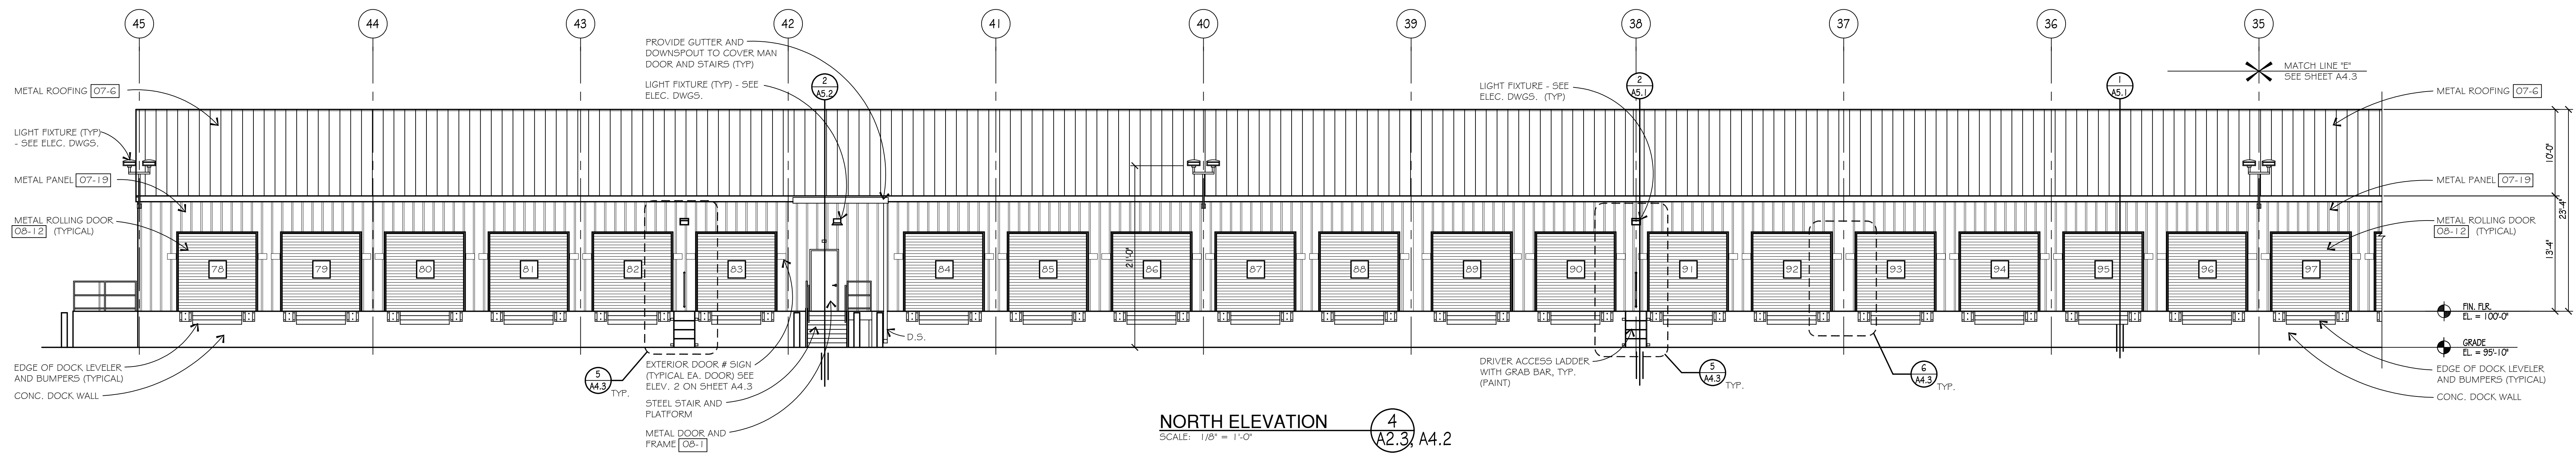 45
44
43
42
41
40
39
38
37
36
35
PROVIDE GUTTER AND
DOWNSPOUT TO COVER MAN
DOOR AND STAIRS (TYP)
LIGHT FIXTURE (TYP) - SEE
ELEC. DWGS.
2
A5.2
LIGHT FIXTURE - SEE
ELEC. DWGS. (TYP)
2
A5.1
1
A5.1
MATCH LINE "E"
SEE SHEET A4.3
METAL ROOFING 07-6
LIGHT FIXTURE (TYP)
- SEE ELEC. DWGS.
METAL PANEL 07-19
METAL ROLLING DOOR
08-12 (TYPICAL)
METAL ROOFING 07-6
METAL PANEL 07-19
METAL ROLLING DOOR
08-12 (TYPICAL)
10'-0"
23'-4"
13'-4"
21'-0"
78
79
80
81
82
83
84
85
86
87
88
89
90
91
92
93
94
95
96
97
FIN. FLR.
EL. = 100'-0"
GRADE
EL. = 95'-10"
D.S.
EDGE OF DOCK LEVELER
AND BUMPERS (TYPICAL)
CONC. DOCK WALL
5
A4.3
TYP.
EXTERIOR DOOR # SIGN
(TYPICAL EA. DOOR) SEE
ELEV. 2 ON SHEET A4.3
STEEL STAIR AND
PLATFORM
METAL DOOR AND
FRAME 08-1
DRIVER ACCESS LADDER
WITH GRAB BAR, TYP.
(PAINT)
5
A4.3
TYP.
6
A4.3
TYP.
EDGE OF DOCK LEVELER
AND BUMPERS (TYPICAL)
CONC. DOCK WALL
NORTH ELEVATION
SCALE: 1/8" = 1'-0"
4
A2.3, A4.2